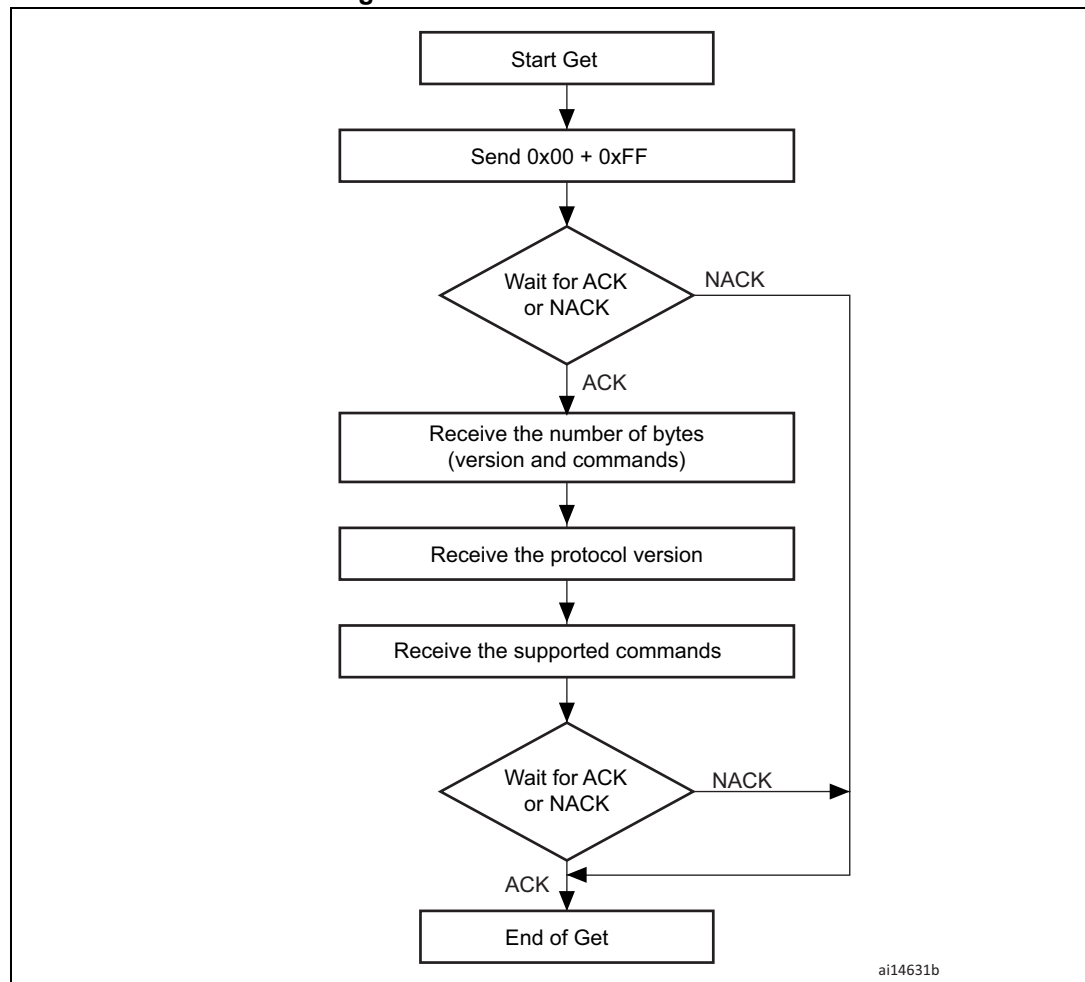 Start Get
Send 0x00 + 0xFF
Wait for ACK
or NACK
NACK
ACK
Receive the number of bytes
(version and commands)
Receive the protocol version
Receive the supported commands
Wait for ACK
or NACK
NACK
ACK
End of Get
ai14631b